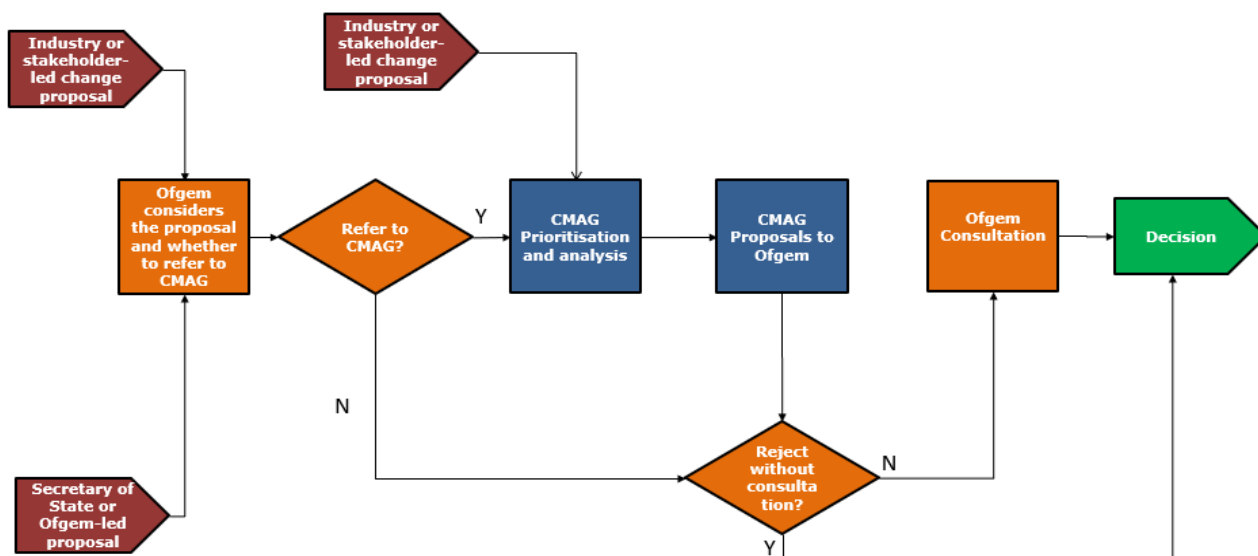 Industry or
stakeholder-
led change
proposal
Industry or
stakeholder-
led change
proposal
Ofgem
considers
the proposal
and whether
to refer to
CMAG
Refer to
CMAG?
Y
CMAG
Prioritisation
and analysis
CMAG
Proposals to
Ofgem
Ofgem
Consultation
Decision
N
Reject
without
consulta
tion?
N
Y
Secretary of
State or
Ofgem-led
proposal